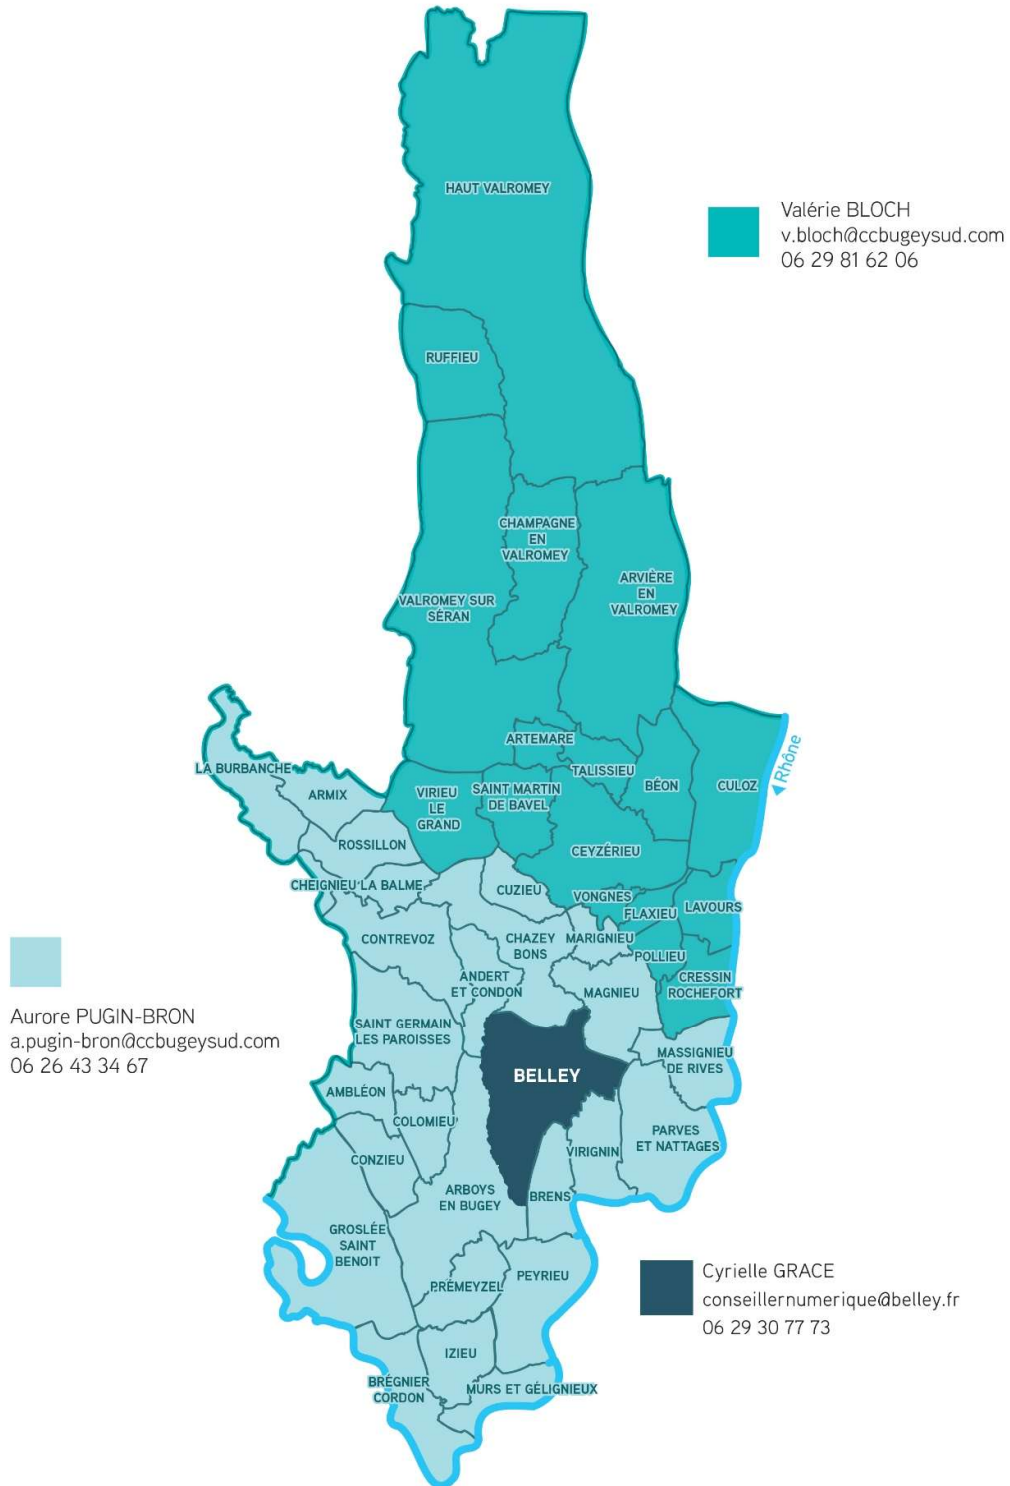 HAUT VALROMEY
Valérie BLOCH
v.bloch@ccbugeysud.com
06 29 81 62 06
RUFFIEU
CHAMPAGNE
EN
VALROMEY
ARVIÈRE
EN
VALROMEY
VALROMEY SUR
SÉRAN
ARTEMARE
TALISSIEU
BÉON
CULOZ
Rhône
LA BURBANCHE
ARMIX
VIRIEU
LE
GRAND
SAINT MARTIN
DE BAVEL
ROSSILLON
CEYZÉRIEU
CHEIGNIEU LA BALME
CUZIEU
VONGNES
FLAXIEU
LAVOURS
CONTREVOZ
CHAZEY
BONS
MARIGNIEU
POLLIEU
ANDERT
ET CONDON
MAGNIEU
CRESSIN
ROCHEFORT
Aurore PUGIN-BRON
a.pugin-bron@ccbugeysud.com
06 26 43 34 67
SAINT GERMAIN
LES PAROISSES
MASSIGNIEU
DE RIVES
BELLEY
AMBLÉON
COLOMIEU
PARVES
ET NATTAGES
CONZIEU
VIRIGNIN
ARBOYS
EN BUGEY
BRENS
GROSLÉE
SAINT
BENOIT
PRÉMEYZEL
PEYRIEU
Cyrielle GRACE
conseillernumerique@belley.fr
06 29 30 77 73
IZIEU
BRÉGNIER
CORDON
MURS ET GÉLIGNIEUX